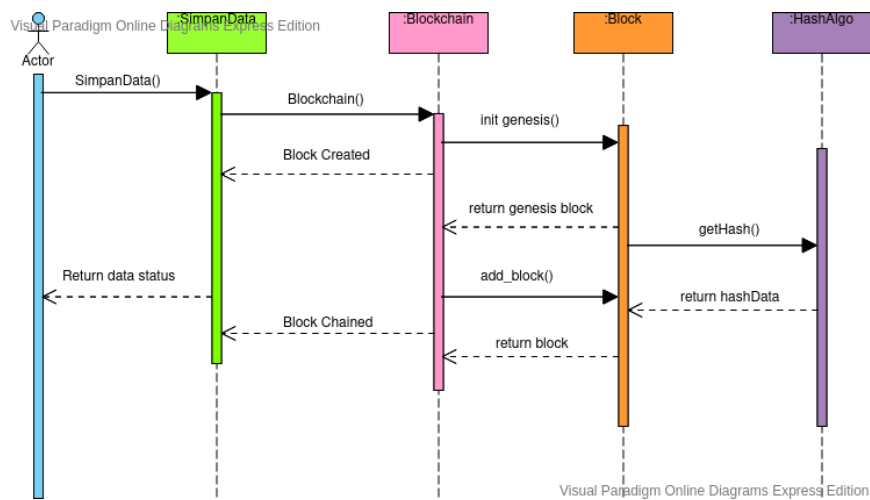 :SimpanData
:Blockchain
:Block
:HashAlgo
Visual Paradigm Online Diagrams Express Edition
Actor
SimpanData()
Blockchain()
init genesis()
Block Created
return genesis block
getHash()
Return data status
add_block()
return hashData
Block Chained
return block
Visual Paradigm Online Diagrams Express Edition